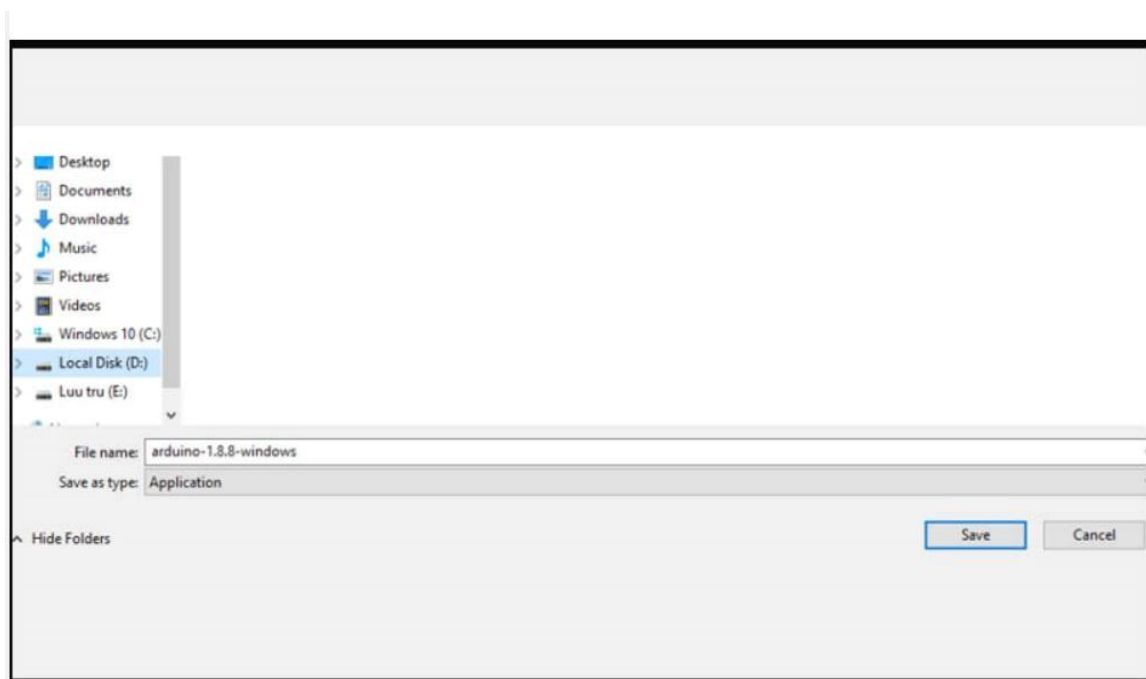 Desktop
Documents
Downloads
Music
Pictures
Videos
Windows 10 (C:)
Local Disk (D:)
Luu tru (E:)
File name: arduino-1.8.8-windows
Save as type: Application
Hide Folders
Save Cancel